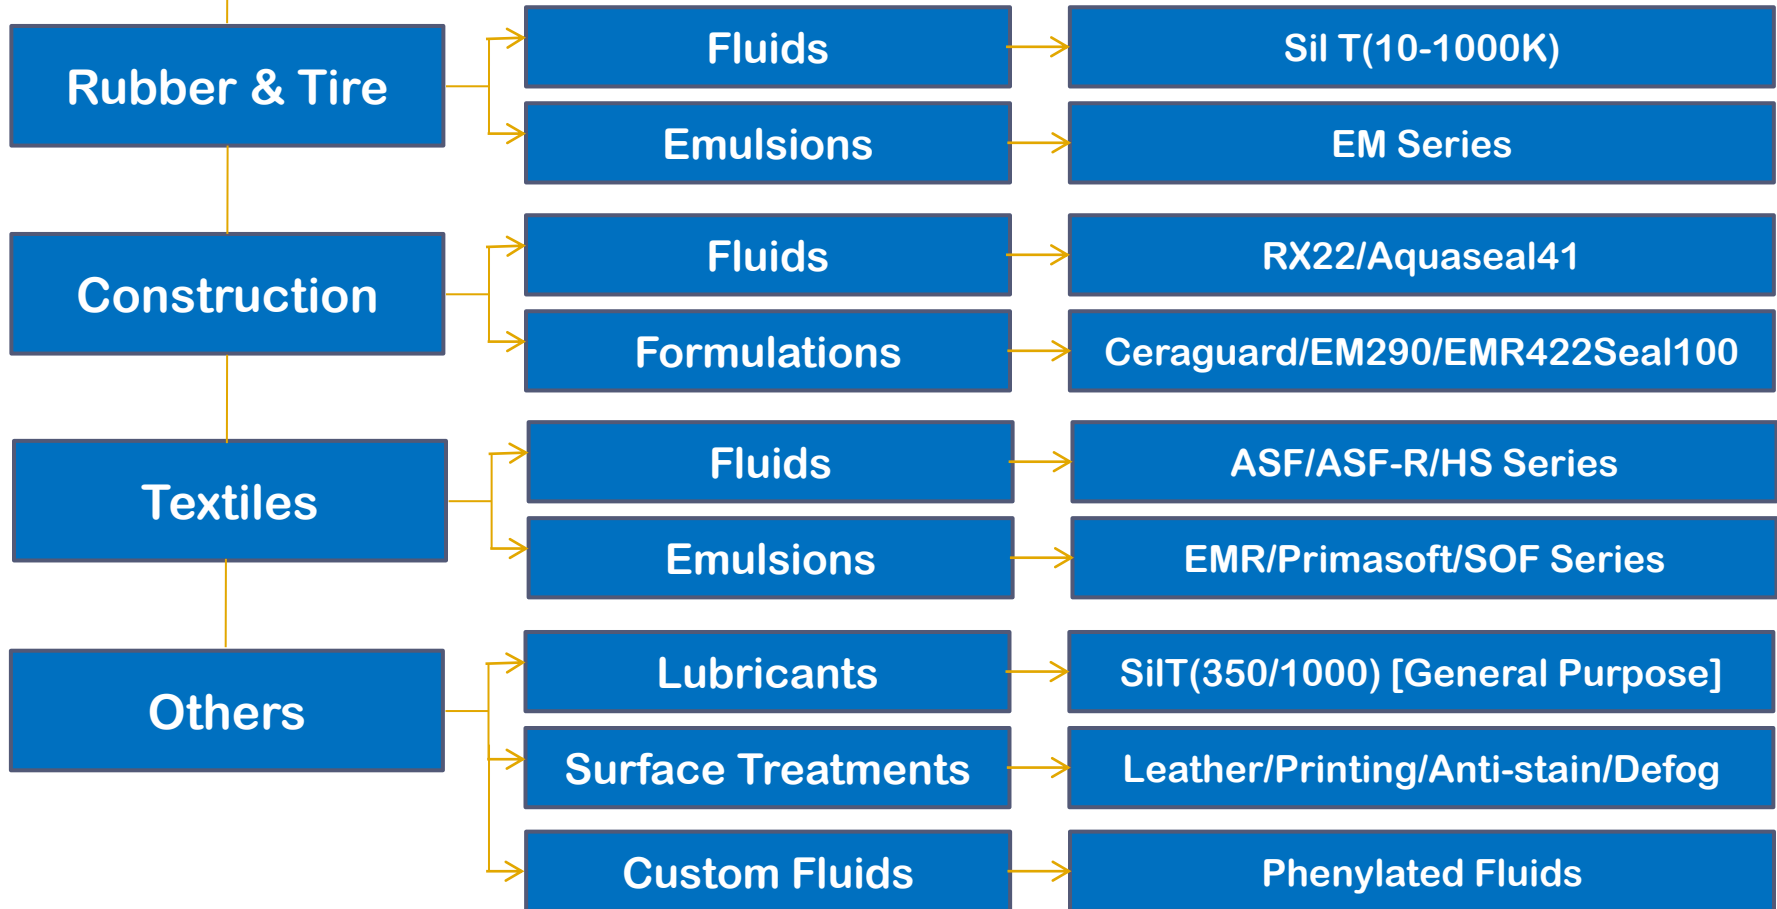 Rubber & Tire
Fluids
Sil T(10-1000K)
Emulsions
EM Series
Construction
Fluids
RX22/Aquaseal41
Formulations
Ceraguard/EM290/EMR422Seal100
Textiles
Fluids
ASF/ASF-R/HS Series
Emulsions
EMR/Primasoft/SOF Series
Others
Lubricants
SilT(350/1000) [General Purpose]
Surface Treatments
Leather/Printing/Anti-stain/Defog
Custom Fluids
Phenylated Fluids